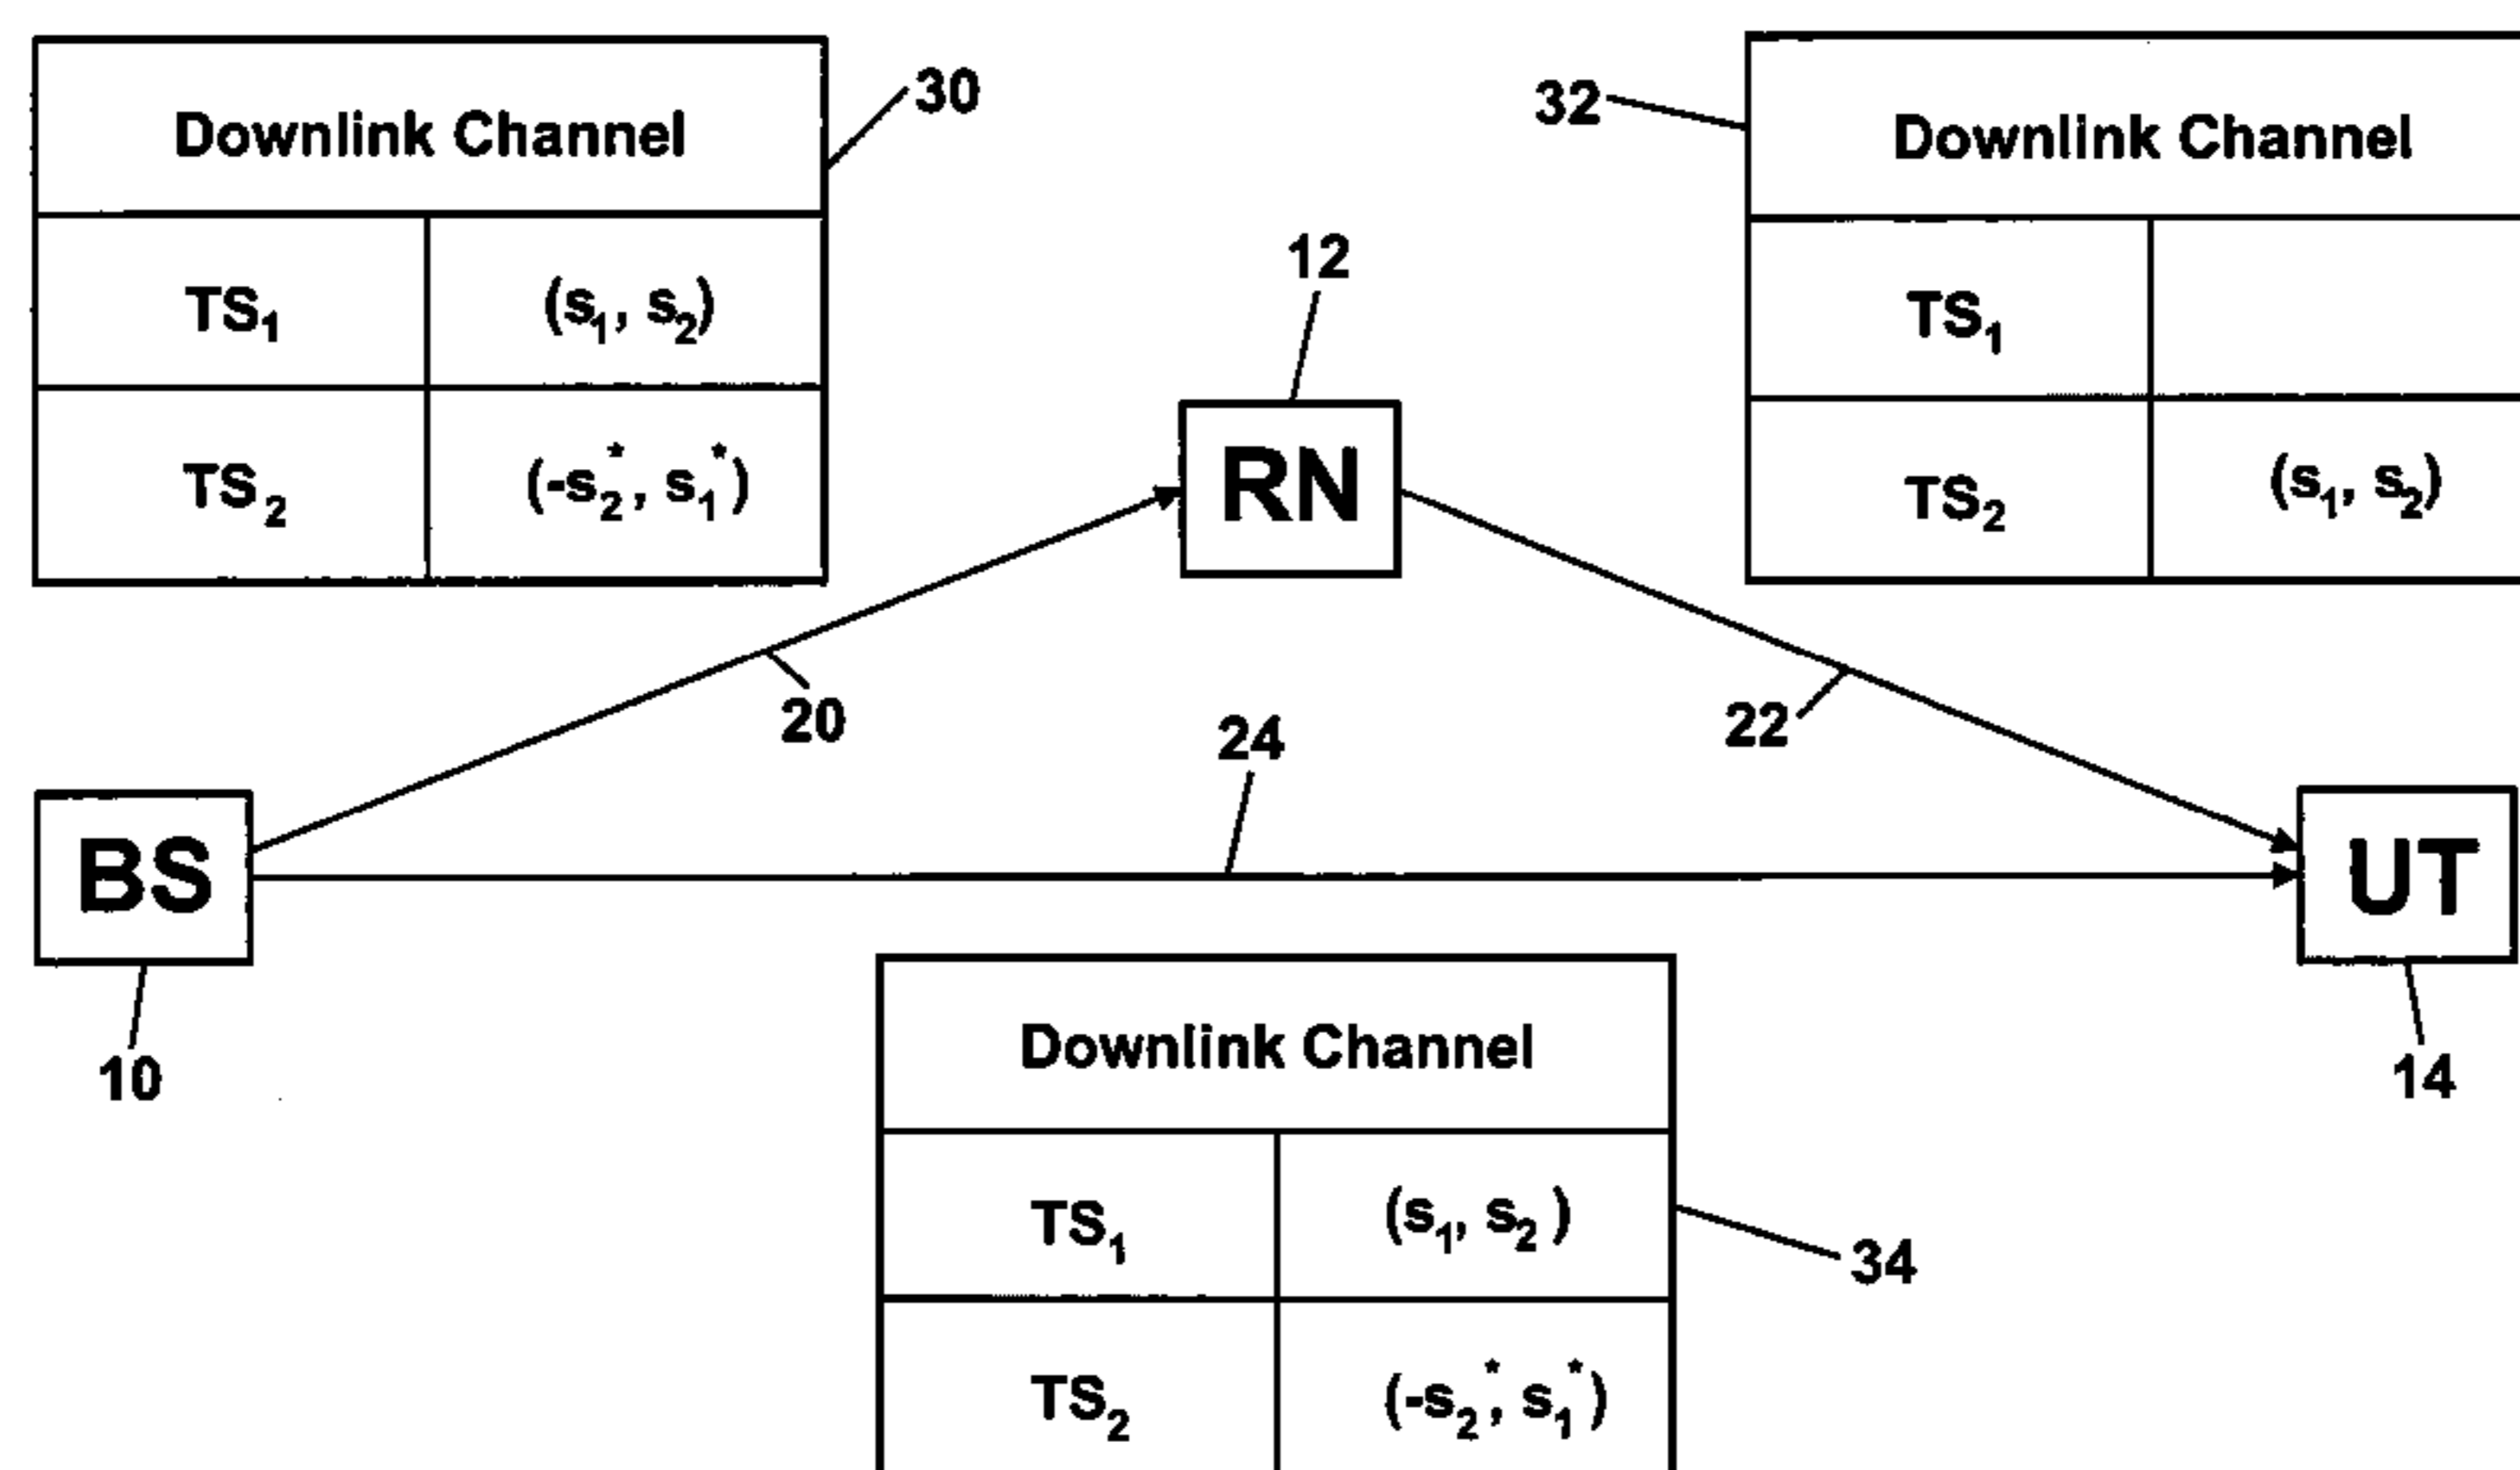 30
Downlink Channel
TS₁ (s₁, s₂)
TS₂ (-s₂*, s₁*)
32
Downlink Channel
TS₁
TS₂ (s₁, s₂)
12
RN
20
22
24
BS
10
UT
14
Downlink Channel
TS₁ (s₁, s₂)
TS₂ (-s₂*, s₁*)
34